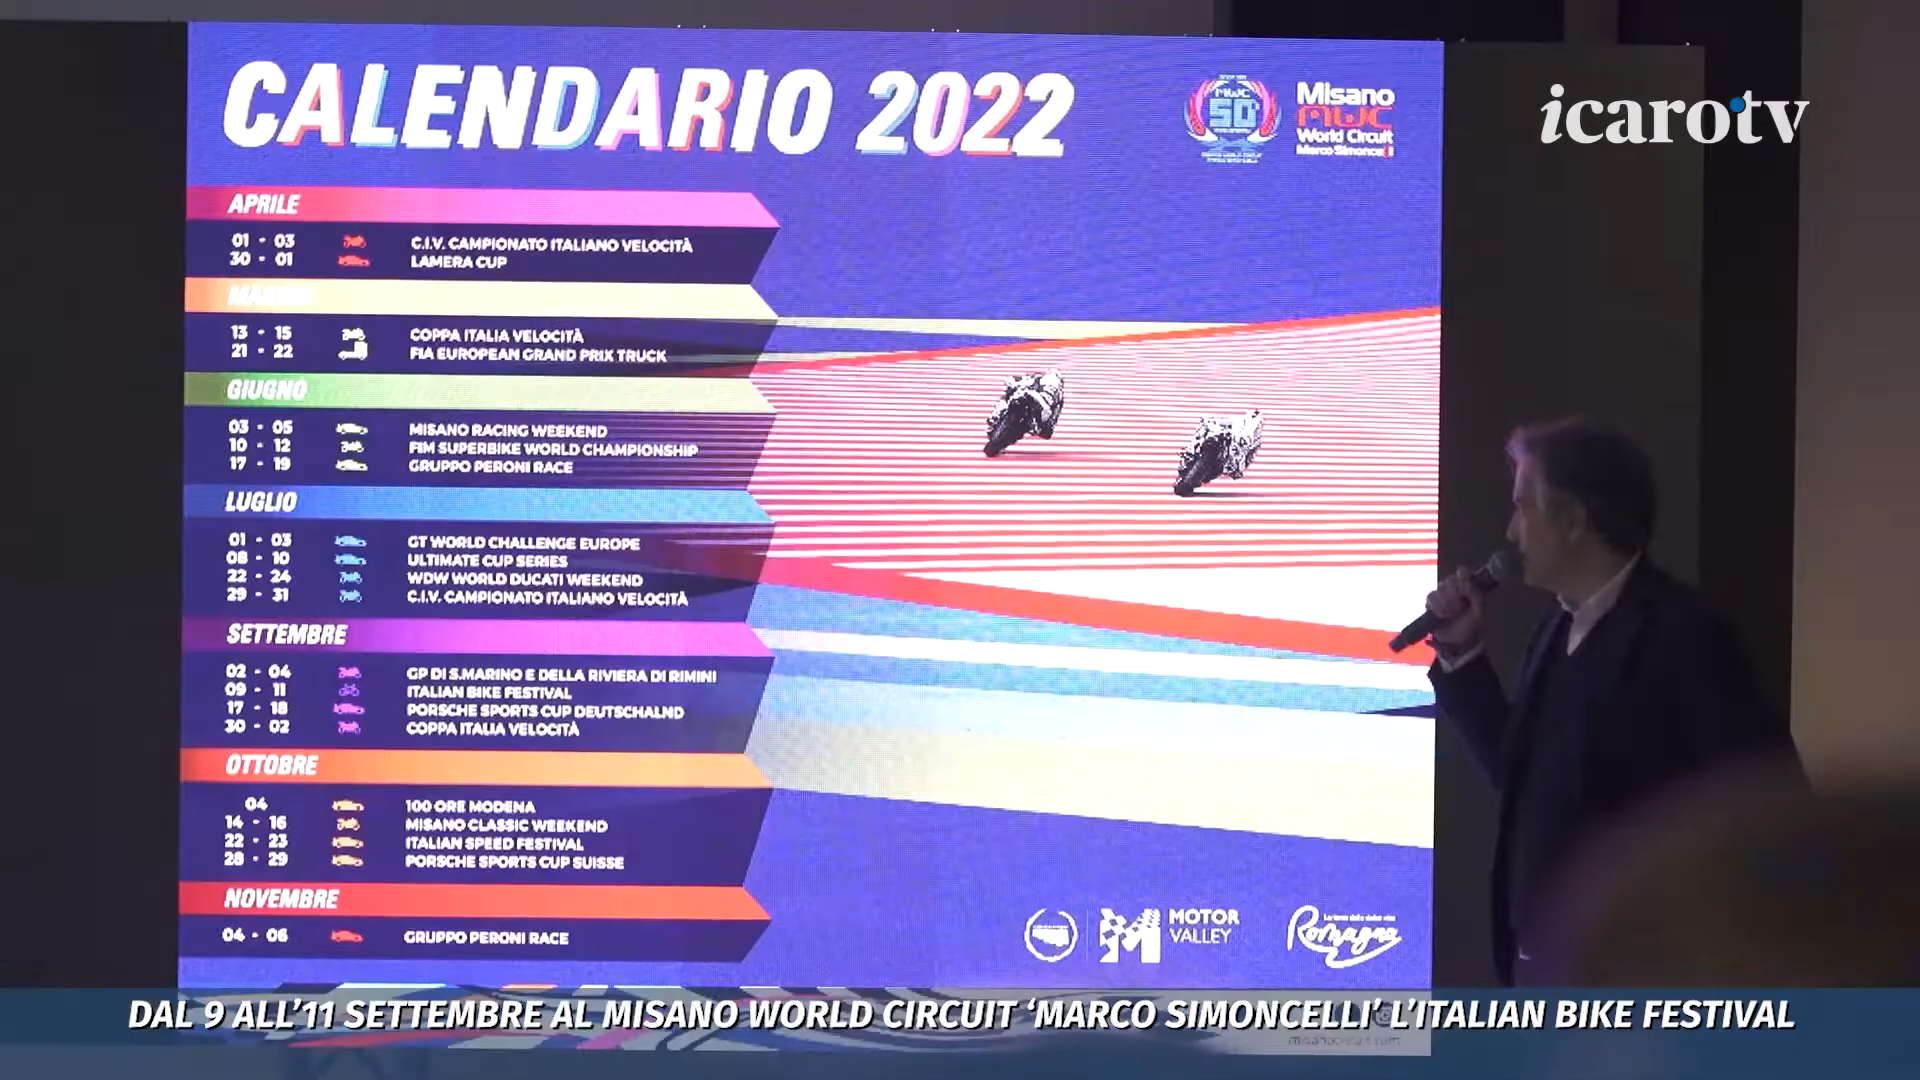 CALENDARIO 2022
MWC
50°
Misano
MWC
World Circuit
Marco Simoncelli
icarotv
APRILE
01 - 03 C.I.V. CAMPIONATO ITALIANO VELOCITÀ
30 - 01 LAMERA CUP
MAGGIO
13 - 15 COPPA ITALIA VELOCITÀ
21 - 22 FIA EUROPEAN GRAND PRIX TRUCK
GIUGNO
03 - 05 MISANO RACING WEEKEND
10 - 12 FIM SUPERBIKE WORLD CHAMPIONSHIP
17 - 19 GRUPPO PERONI RACE
LUGLIO
01 - 03 GT WORLD CHALLENGE EUROPE
08 - 10 ULTIMATE CUP SERIES
22 - 24 WDW WORLD DUCATI WEEKEND
29 - 31 C.I.V. CAMPIONATO ITALIANO VELOCITÀ
SETTEMBRE
02 - 04 GP DI S.MARINO E DELLA RIVIERA DI RIMINI
09 - 11 ITALIAN BIKE FESTIVAL
17 - 18 PORSCHE SPORTS CUP DEUTSCHALND
30 - 02 COPPA ITALIA VELOCITÀ
OTTOBRE
04 100 ORE MODENA
14 - 16 MISANO CLASSIC WEEKEND
22 - 23 ITALIAN SPEED FESTIVAL
28 - 29 PORSCHE SPORTS CUP SUISSE
NOVEMBRE
04 - 06 GRUPPO PERONI RACE
MOTOR
VALLEY
Romagna
DAL 9 ALL'11 SETTEMBRE AL MISANO WORLD CIRCUIT 'MARCO SIMONCELLI' L'ITALIAN BIKE FESTIVAL